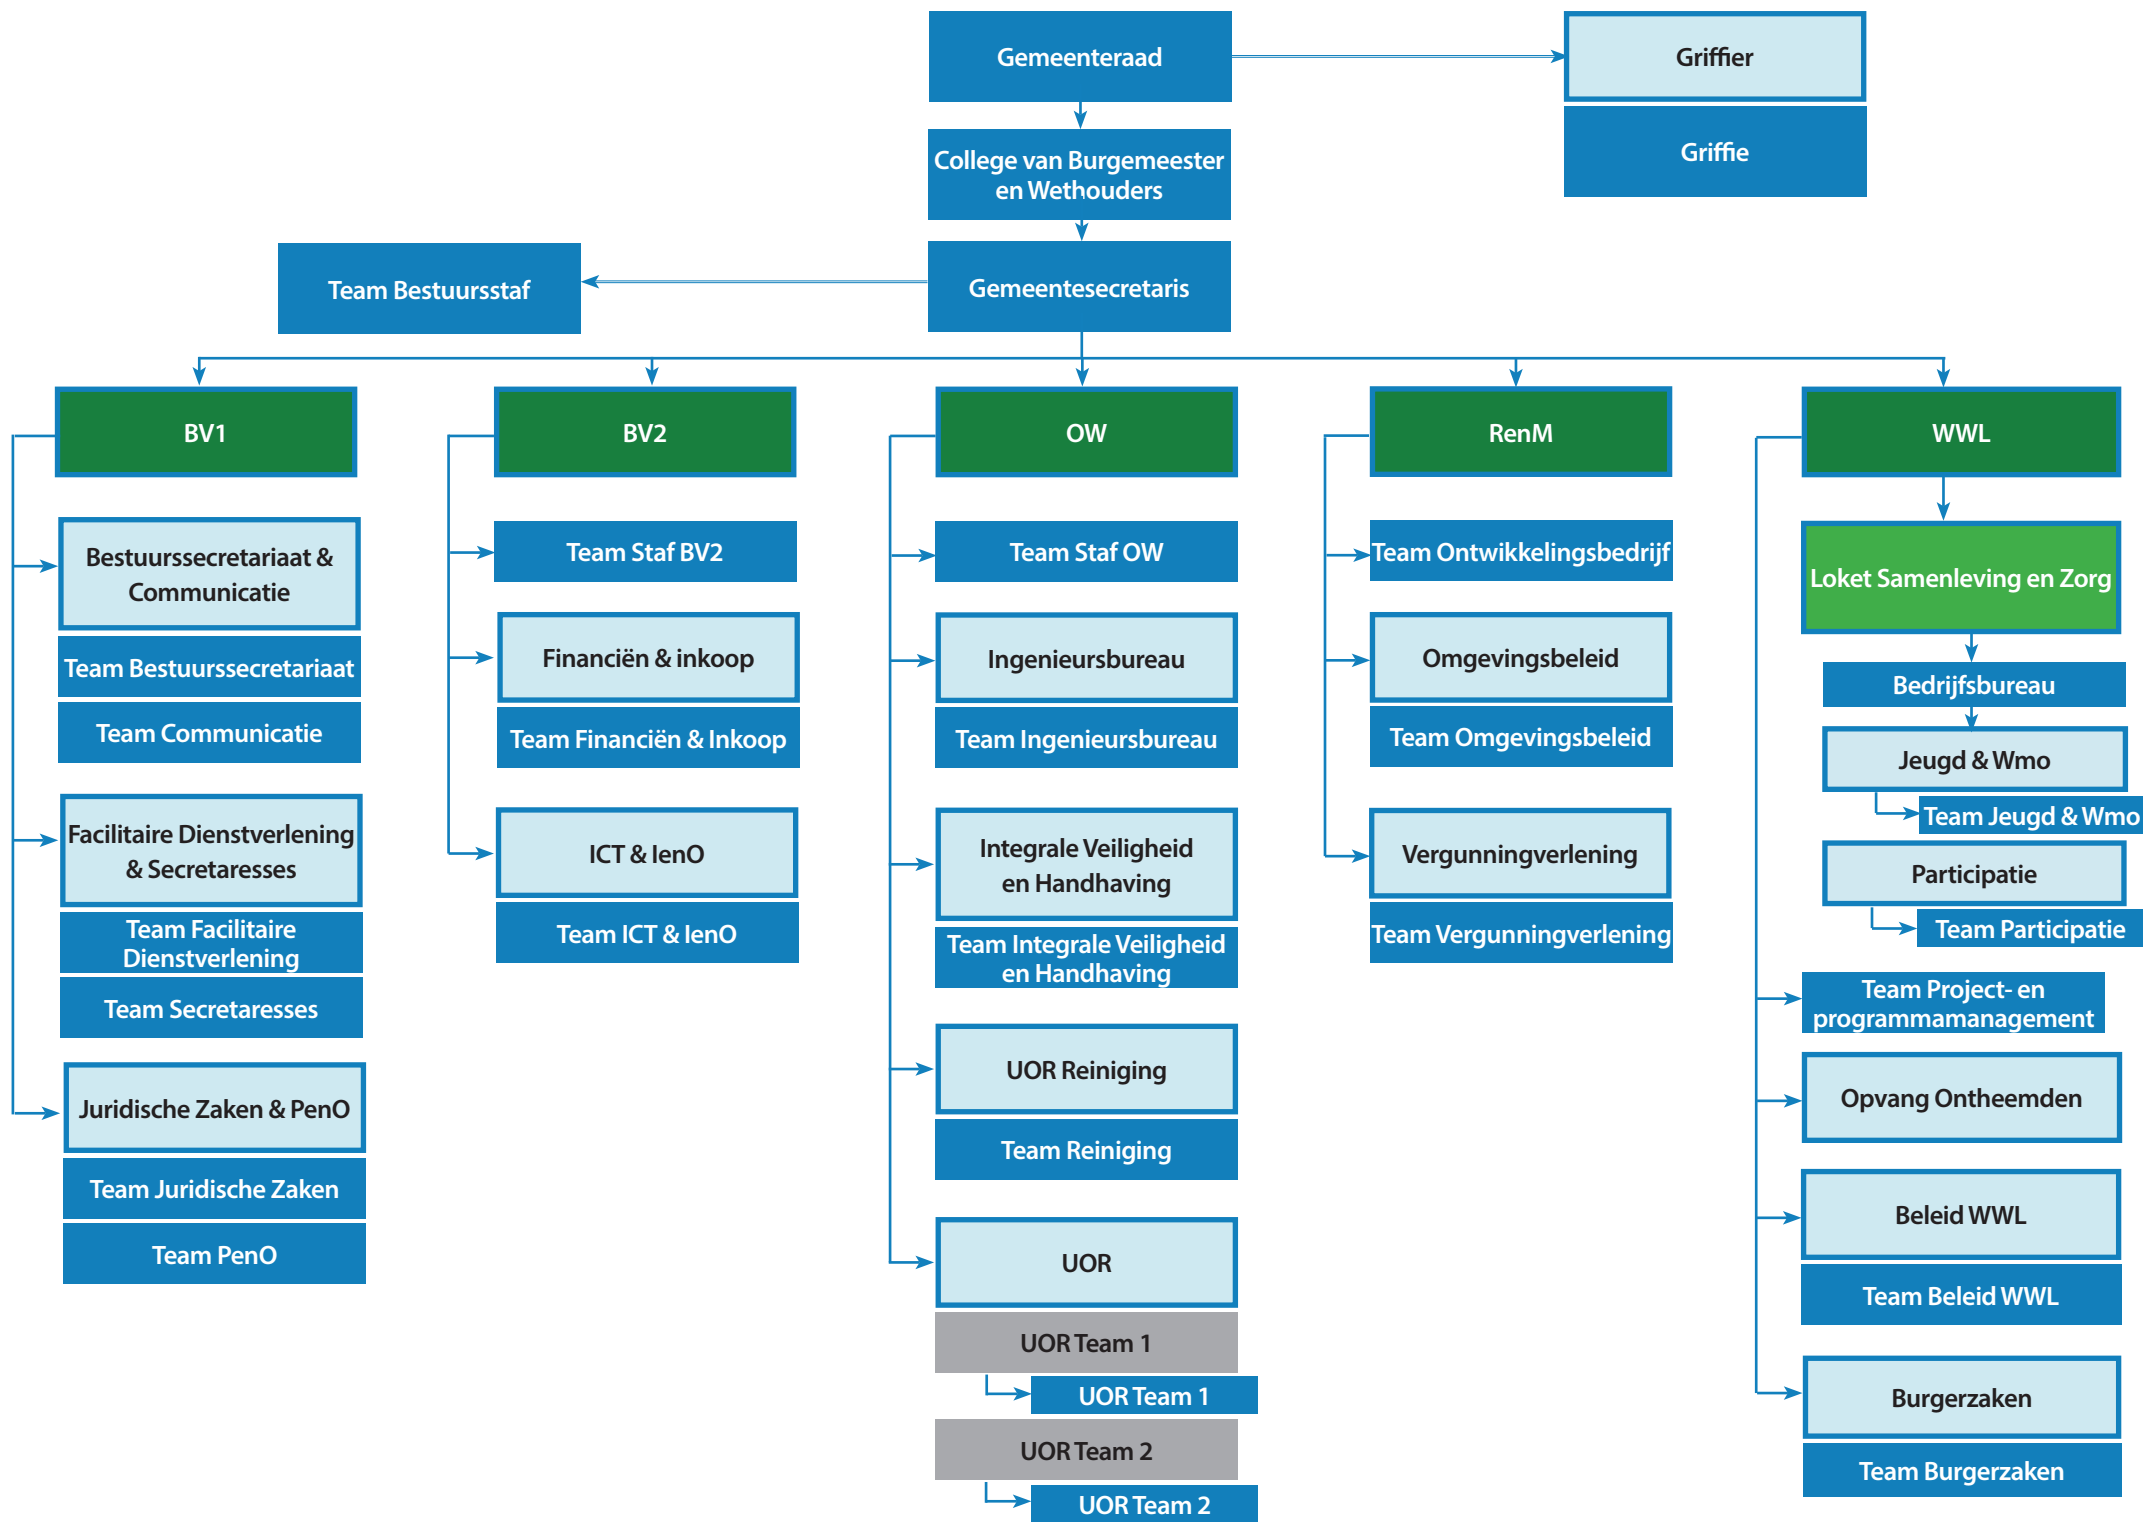 Gemeenteraad
Griffier
Griffie
College van Burgemeester
en Wethouders
Team Bestuursstaf
Gemeentesecretaris
BV1
Bestuurssecretariaat &
Communicatie
Team Bestuurssecretariaat
Team Communicatie
Facilitaire Dienstverlening
& Secretaresses
Team Facilitaire
Dienstverlening
Team Secretaresses
Juridische Zaken & PenO
Team Juridische Zaken
Team PenO
BV2
Team Staf BV2
Financiën & inkoop
Team Financiën & Inkoop
ICT & IenO
Team ICT & IenO
OW
Team Staf OW
Ingenieursbureau
Team Ingenieursbureau
Integrale Veiligheid
en Handhaving
Team Integrale Veiligheid
en Handhaving
UOR Reiniging
Team Reiniging
UOR
UOR Team 1
UOR Team 1
UOR Team 2
UOR Team 2
RenM
Team Ontwikkelingsbedrijf
Omgevingsbeleid
Team Omgevingsbeleid
Vergunningverlening
Team Vergunningverlening
WWL
Loket Samenleving en Zorg
Bedrijfsbureau
Jeugd & Wmo
Team Jeugd & Wmo
Participatie
Team Participatie
Team Project- en
programmamanagement
Opvang Ontheemden
Beleid WWL
Team Beleid WWL
Burgerzaken
Team Burgerzaken